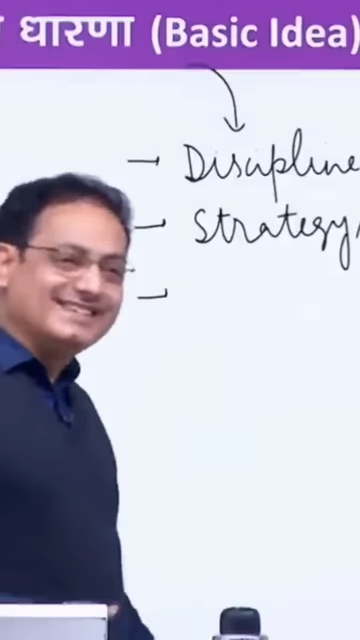 धारणा (Basic Idea)
– Discipline
– Strategy
–